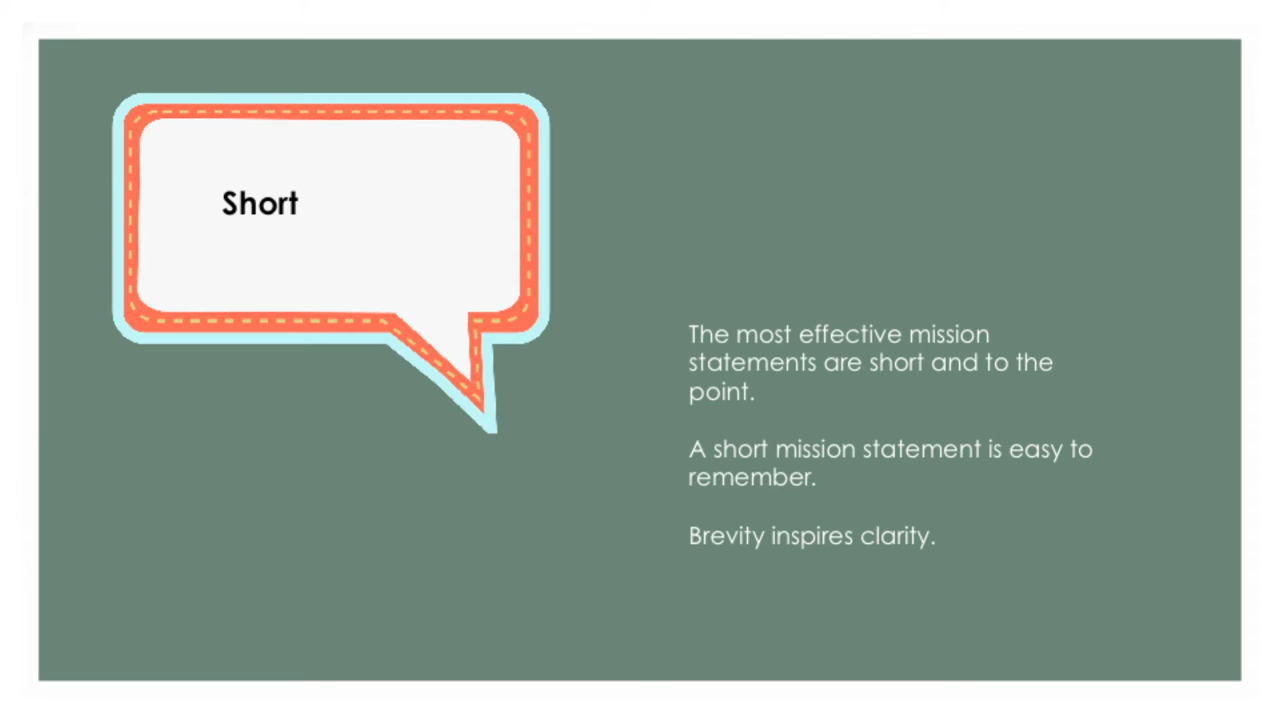 Short
The most effective mission
statements are short and to the
point.
A short mission statement is easy to
remember.
Brevity inspires clarity.